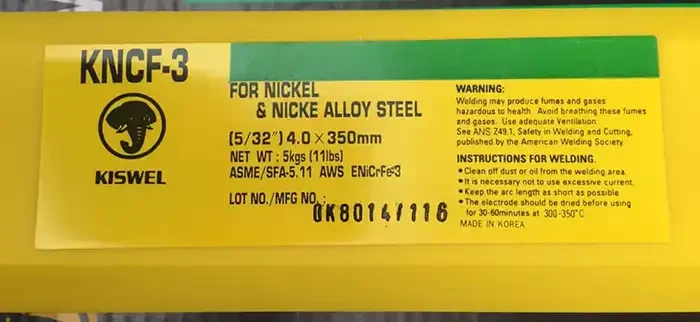 KNCF-3
KISWEL
FOR NICKEL
& NICKE ALLOY STEEL
(5/32") 4.0 × 350mm
NET WT : 5kgs (11lbs)
ASME/SFA-5.11 AWS ENiCrFe-3
LOT NO./MFG NO. :
0K8014/116
WARNING:
Welding may produce fumes and gases
hazardous to health. Avoid breathing these fumes
and gases. Use adequate Ventilation.
See ANS Z49.1, Safety in Welding and Cutting,
published by the American Welding Society
INSTRUCTIONS FOR WELDING.
•Clean off dust or oil from the welding area.
•It is necessary not to use excessive current.
•Keep the arc length as short as possible
•The electrode should be dried before using
for 30-60minutes at 300-350°C
MADE IN KOREA